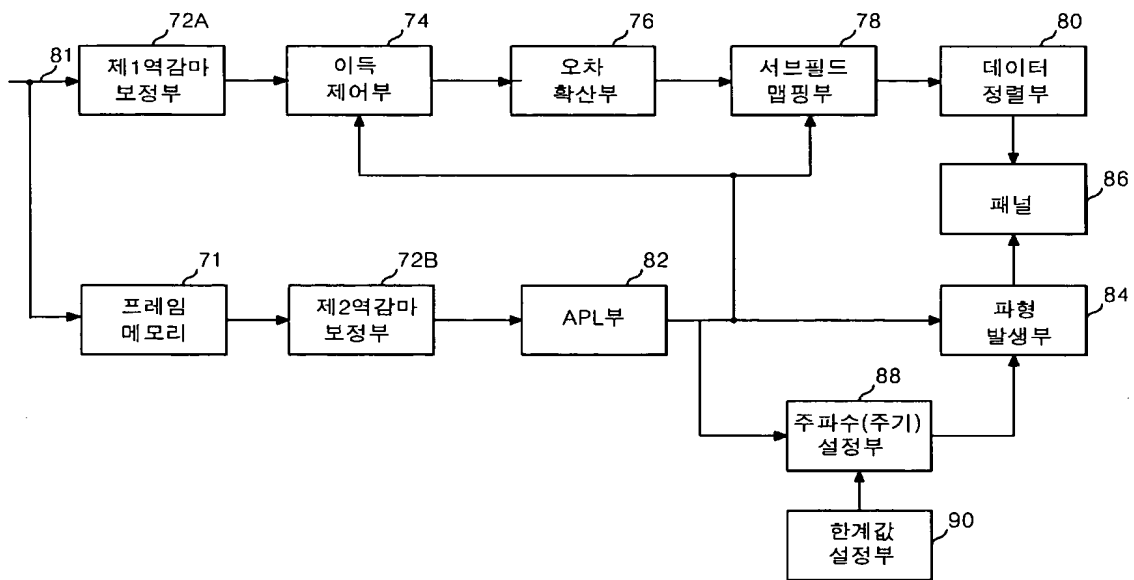 72A
74
76
78
80
81
제1역감마
보정부
이득
제어부
오차
확산부
서브필드
맵핑부
데이터
정렬부
패널
86
71
72B
82
84
프레임
메모리
제2역감마
보정부
APL부
파형
발생부
88
주파수(주기)
설정부
한계값
설정부
90